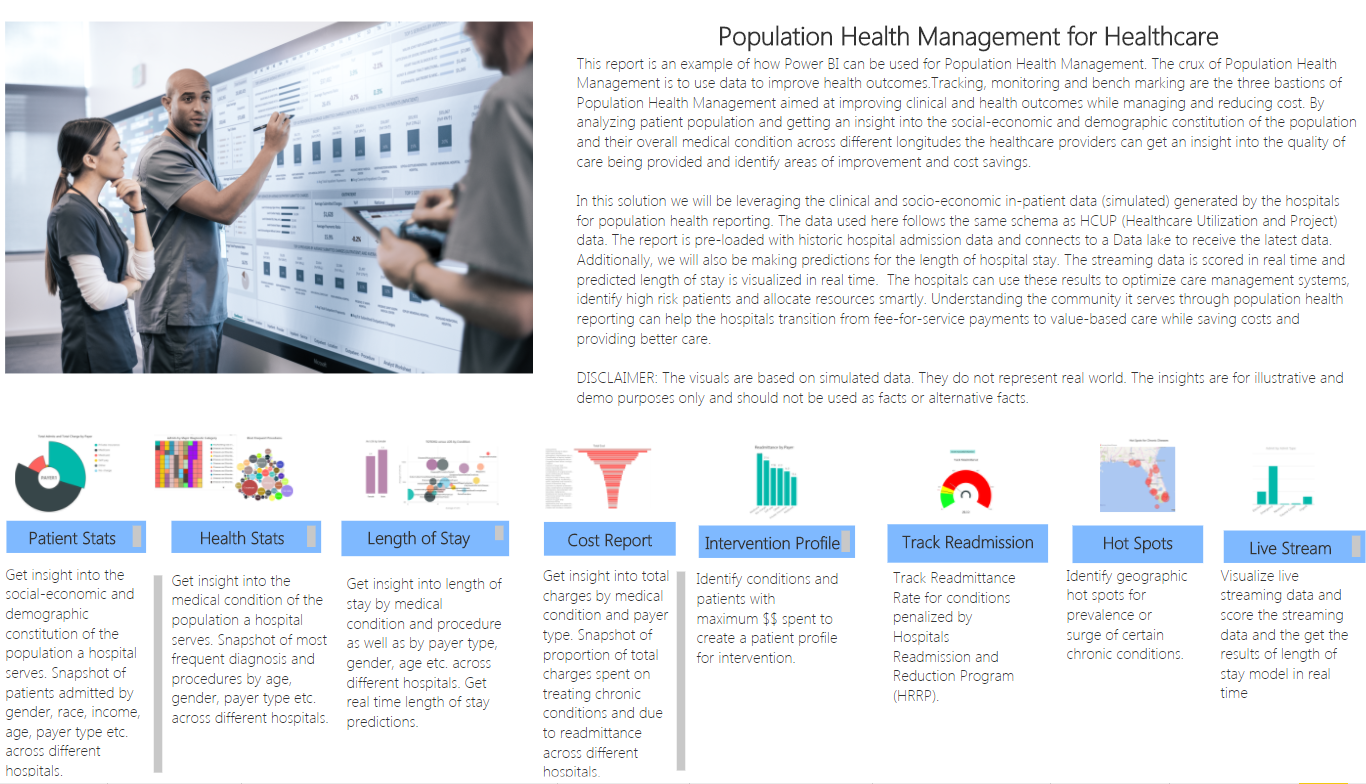 Population Health Management for Healthcare
This report is an example of how Power BI can be used for Population Health Management. The crux of Population Health
Management is to use data to improve health outcomes.Tracking, monitoring and bench marking are the three bastions of
Population Health Management aimed at improving clinical and health outcomes while managing and reducing cost. By
analyzing patient population and getting an insight into the social-economic and demographic constitution of the population
and their overall medical condition across different longitudes the healthcare providers can get an insight into the quality of
care being provided and identify areas of improvement and cost savings.
In this solution we will be leveraging the clinical and socio-economic in-patient data (simulated) generated by the hospitals
for population health reporting. The data used here follows the same schema as HCUP (Healthcare Utilization and Project)
data. The report is pre-loaded with historic hospital admission data and connects to a Data lake to receive the latest data.
Additionally, we will also be making predictions for the length of hospital stay. The streaming data is scored in real time and
predicted length of stay is visualized in real time.  The hospitals can use these results to optimize care management systems,
identify high risk patients and allocate resources smartly. Understanding the community it serves through population health
reporting can help the hospitals transition from fee-for-service payments to value-based care while saving costs and
providing better care.
DISCLAIMER: The visuals are based on simulated data. They do not represent real world. The insights are for illustrative and
demo purposes only and should not be used as facts or alternative facts.
PAYER1
Readmittance by Payer
Patient Stats
Get insight into the
social-economic and
demographic
constitution of the
population a hospital
serves. Snapshot of
patients admitted by
gender, race, income,
age, payer type etc.
across different
hospitals.
Health Stats
Get insight into the
medical condition of the
population a hospital
serves. Snapshot of most
frequent diagnosis and
procedures by age,
gender, payer type etc.
across different hospitals.
Length of Stay
Get insight into length of
stay by medical
condition and procedure
as well as by payer type,
gender, age etc. across
different hospitals. Get
real time length of stay
predictions.
Cost Report
Get insight into total
charges by medical
condition and payer
type. Snapshot of
proportion of total
charges spent on
treating chronic
conditions and due
to readmittance
across different
hospitals.
Intervention Profile
Identify conditions and
patients with
maximum $$ spent to
create a patient profile
for intervention.
Track Readmission
Track Readmittance
Rate for conditions
penalized by
Hospitals
Readmission and
Reduction Program
(HRRP).
Hot Spots
Identify geographic
hot spots for
prevalence or
surge of certain
chronic conditions.
Live Stream
Visualize live
streaming data and
score the streaming
data and the get the
results of length of
stay model in real
time